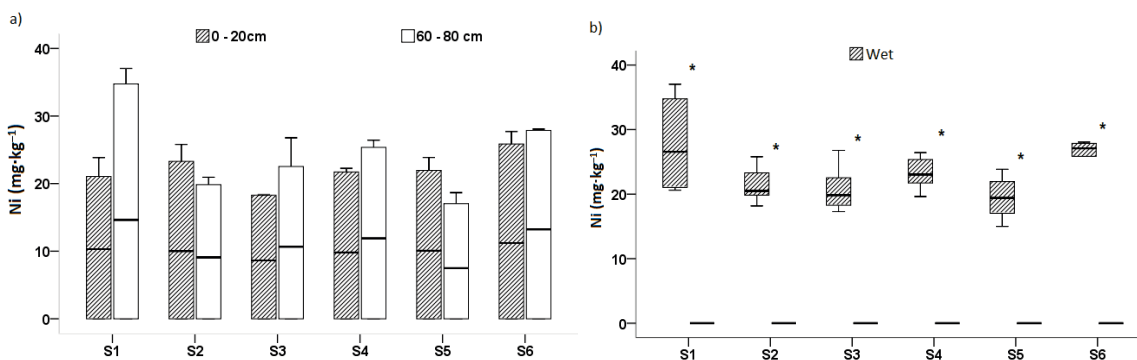 a)
0 - 20cm
60 - 80 cm
40
30
20
10
0
Ni (mg·kg⁻¹)
S1 S2 S3 S4 S5 S6
b)
Wet
40
30
20
10
0
Ni (mg·kg⁻¹)
* * * * * *
S1 S2 S3 S4 S5 S6